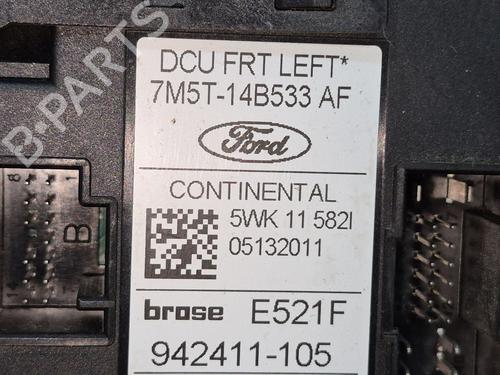 DCU FRT LEFT*
7M5T-14B533 AF
Ford
CONTINENTAL
5WK 11 582I
05132011
brose E521F
942411-105
B
B-PARTS